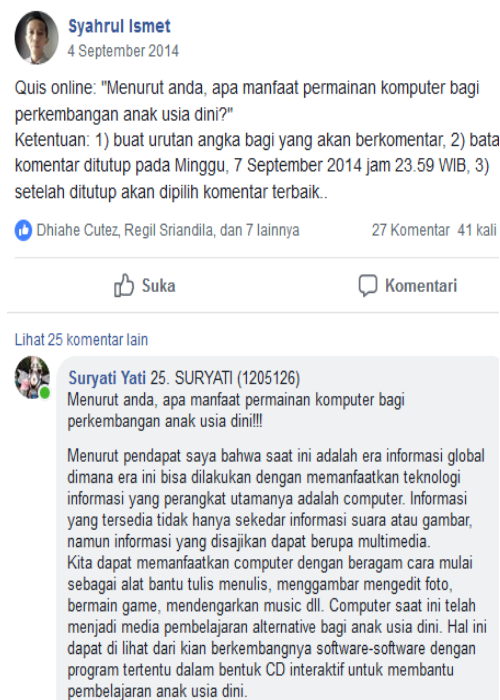 Syahrul Ismet
4 September 2014
Quis online: "Menurut anda, apa manfaat permainan komputer bagi
perkembangan anak usia dini?"
Ketentuan: 1) buat urutan angka bagi yang akan berkomentar, 2) bata
komentar ditutup pada Minggu, 7 September 2014 jam 23.59 WIB, 3)
setelah ditutup akan dipilih komentar terbaik..
Dhiahe Cutez, Regil Sriandila, dan 7 lainnya 27 Komentar 41 kali
Suka Komentari
Lihat 25 komentar lain
Suryati Yati 25. SURYATI (1205126)
Menurut anda, apa manfaat permainan komputer bagi
perkembangan anak usia dini!!!
Menurut pendapat saya bahwa saat ini adalah era informasi global
dimana era ini bisa dilakukan dengan memanfaatkan teknologi
informasi yang perangkat utamanya adalah computer. Informasi
yang tersedia tidak hanya sekedar informasi suara atau gambar,
namun informasi yang disajikan dapat berupa multimedia.
Kita dapat memanfaatkan computer dengan beragam cara mulai
sebagai alat bantu tulis menulis, menggambar mengedit foto,
bermain game, mendengarkan music dll. Computer saat ini telah
menjadi media pembelajaran alternative bagi anak usia dini. Hal ini
dapat di lihat dari kian berkembangnya software-software dengan
program tertentu dalam bentuk CD interaktif untuk membantu
pembelajaran anak usia dini.